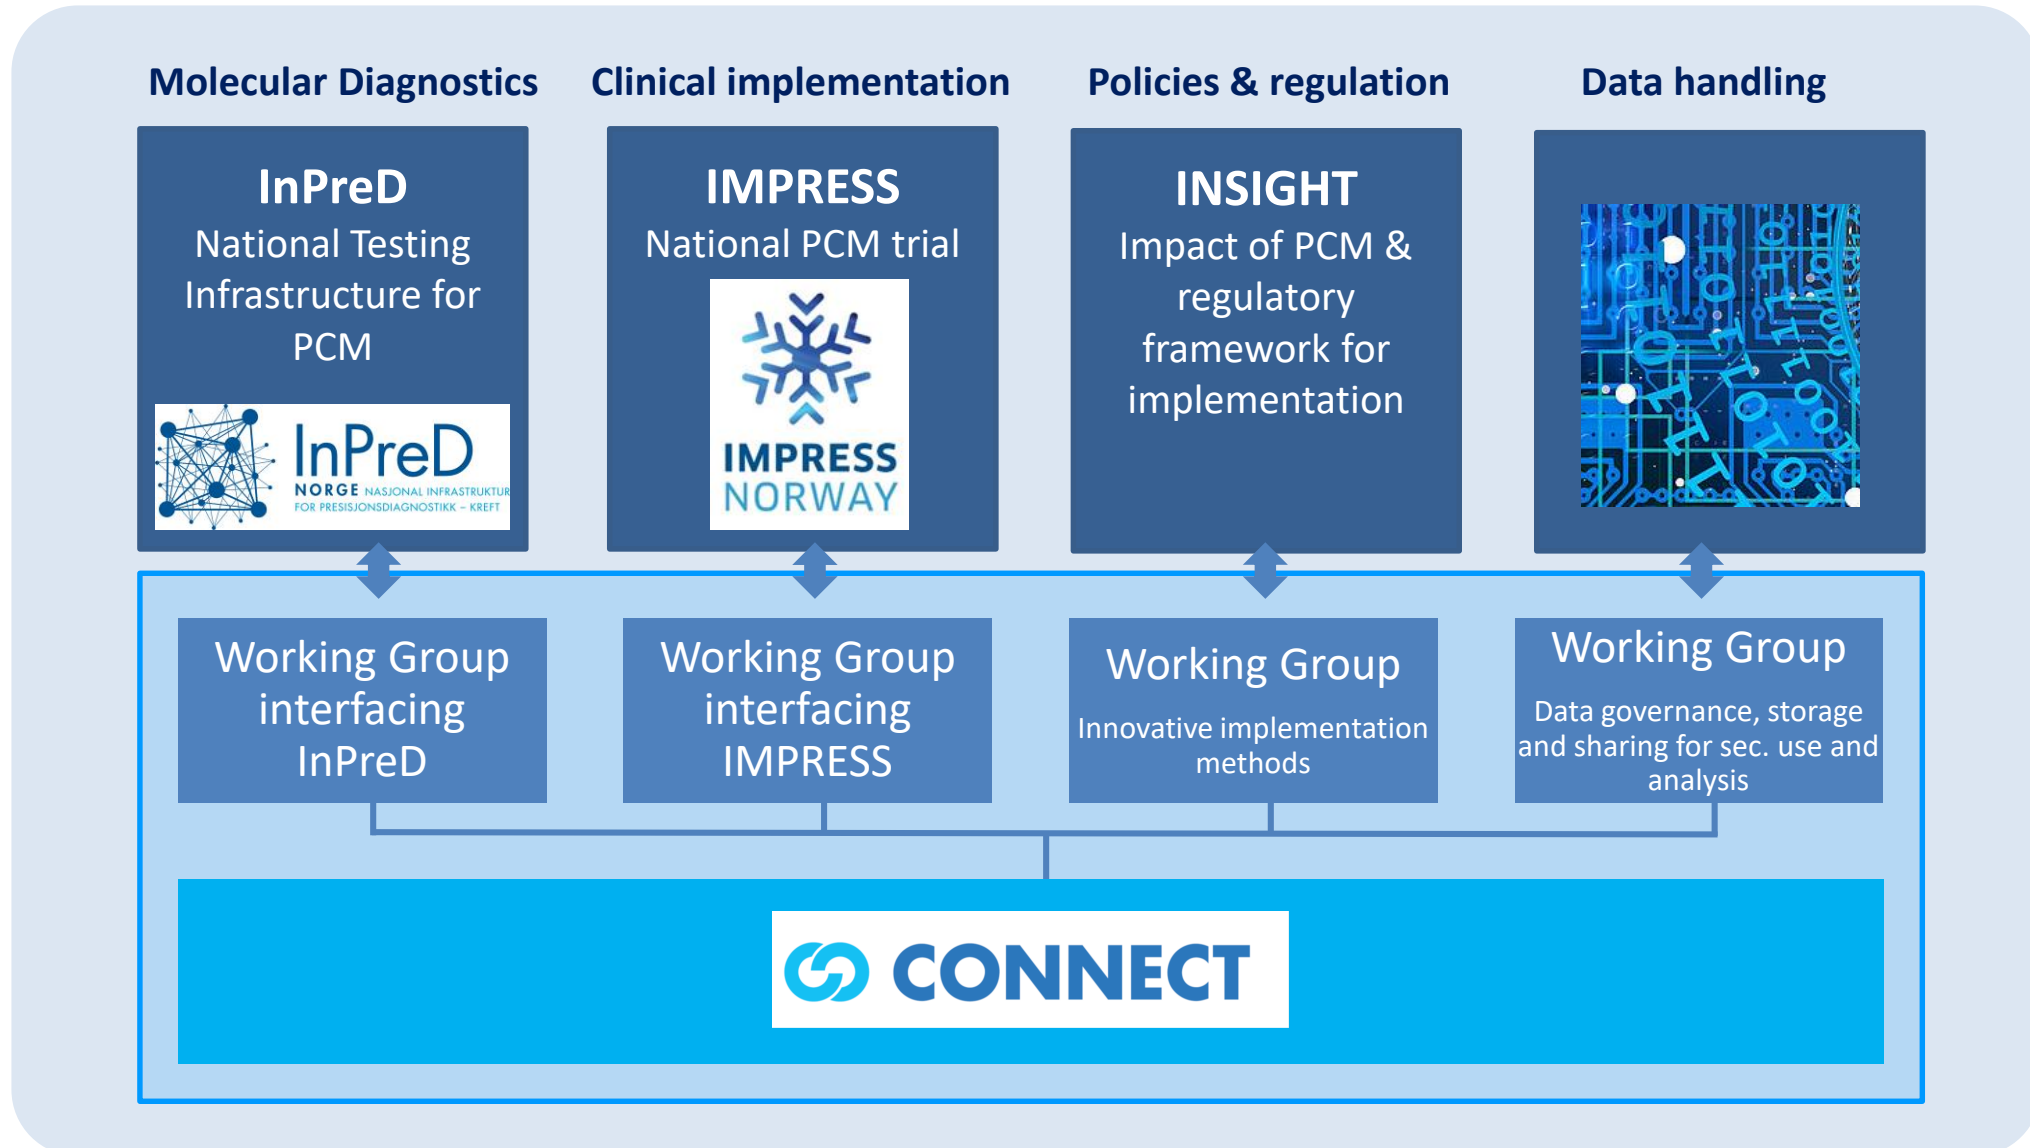 Molecular Diagnostics
Clinical implementation
Policies & regulation
Data handling
InPreD
National Testing
Infrastructure for
PCM
InPreD
NORGE NASJONAL INFRASTRUKTUR
FOR PRESISJONSDIAGNOSTIKK – KREFT
IMPRESS
National PCM trial
IMPRESS
NORWAY
INSIGHT
Impact of PCM &
regulatory
framework for
implementation
Working Group
interfacing
InPreD
Working Group
interfacing
IMPRESS
Working Group
Innovative implementation
methods
Working Group
Data governance, storage
and sharing for sec. use and
analysis
CONNECT